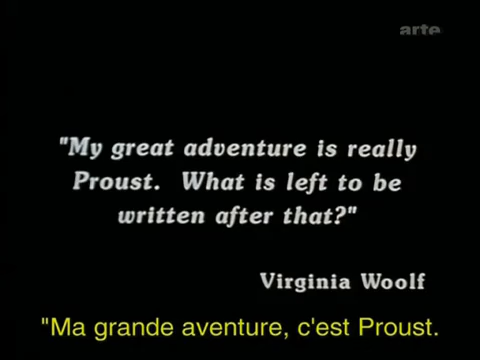 arte
"My great adventure is really
Proust.  What is left to be
written after that?"
Virginia Woolf
"Ma grande aventure, c'est Proust.